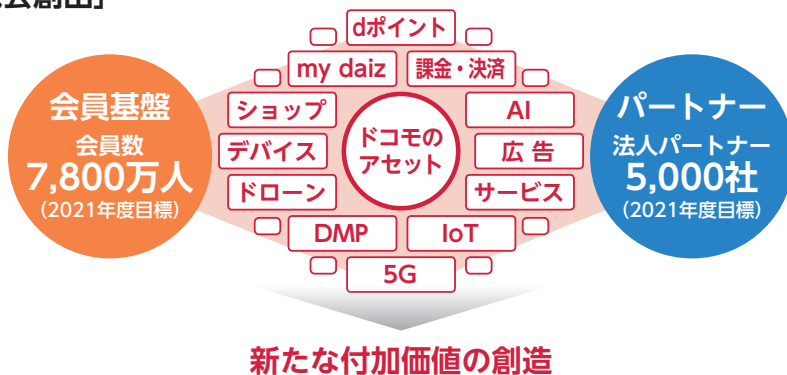 会創出」
dポイント
my daiz
課金・決済
会員基盤
会員数
7,800万人
(2021年度目標)
ショップ
AI
デバイス
ドコモの
アセット
広 告
ドローン
サービス
DMP
IoT
5G
パートナー
法人パートナー
5,000社
(2021年度目標)
新たな付加価値の創造